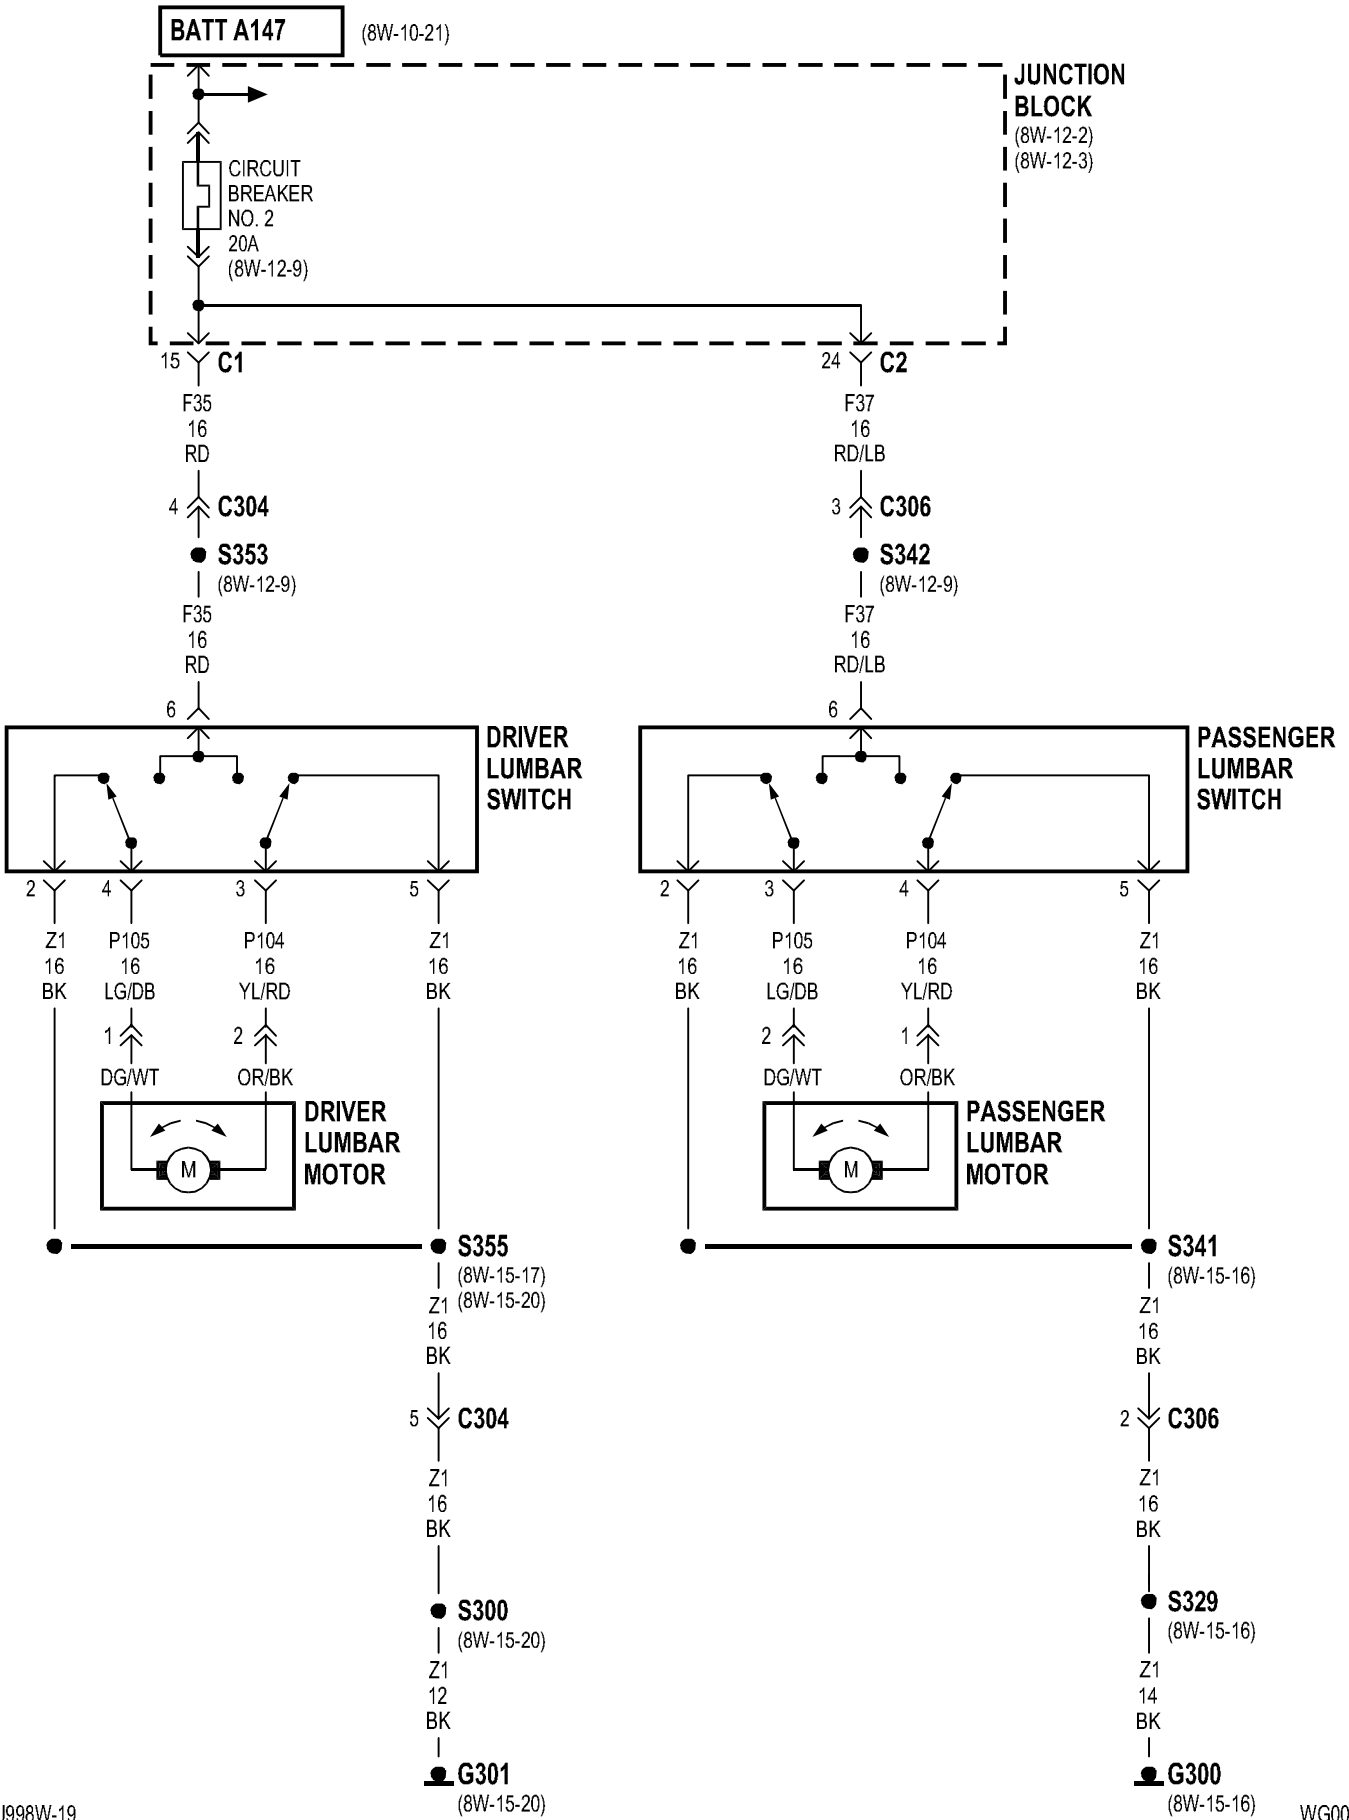 BATT A147 (8W-10-21)
JUNCTION
BLOCK
(8W-12-2)
(8W-12-3)
CIRCUIT
BREAKER
NO. 2
20A
(8W-12-9)
15 C1 24 C2
F35 F37
16 16
RD RD/LB
4 C304 3 C306
S353 S342
(8W-12-9) (8W-12-9)
F35 F37
16 16
RD RD/LB
6 6
DRIVER
LUMBAR
SWITCH
PASSENGER
LUMBAR
SWITCH
2 4 3 5 2 3 4 5
Z1 P105 P104 Z1 Z1 P105 P104 Z1
16 16 16 16 16 16 16 16
BK LG/DB YL/RD BK BK LG/DB YL/RD BK
1 2 2 1
DG/WT OR/BK DG/WT OR/BK
DRIVER
LUMBAR
MOTOR
M
PASSENGER
LUMBAR
MOTOR
M
S355 S341
(8W-15-17) (8W-15-16)
(8W-15-20)
Z1 Z1
16 16
BK BK
5 C304 2 C306
Z1 Z1
16 16
BK BK
S300 S329
(8W-15-20) (8W-15-16)
Z1 Z1
12 14
BK BK
G301 G300
(8W-15-20) (8W-15-16)
J998W-19 WG00